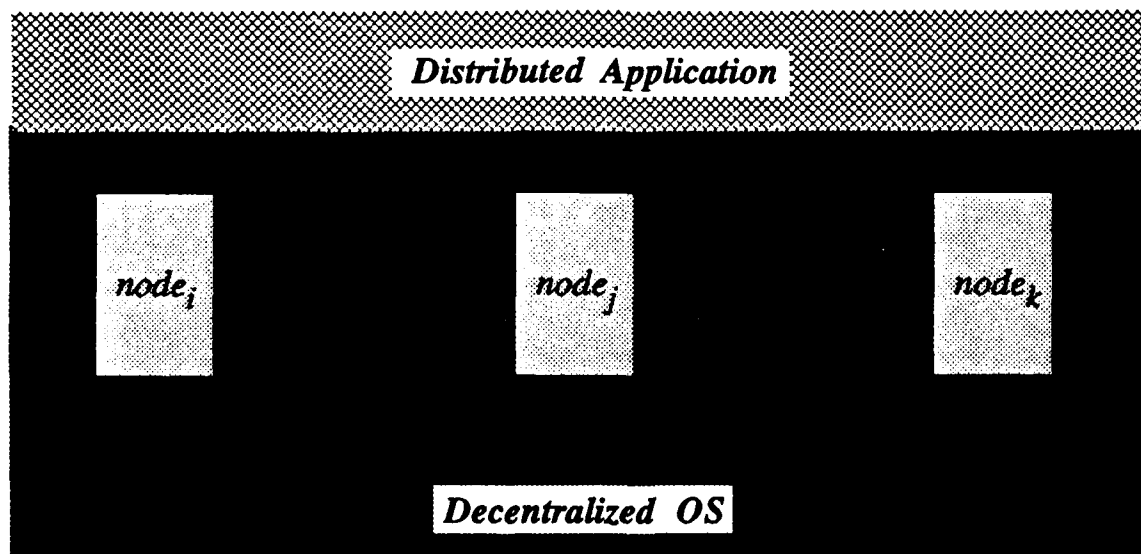 Distributed Application
node_i node_j node_k
Decentralized OS